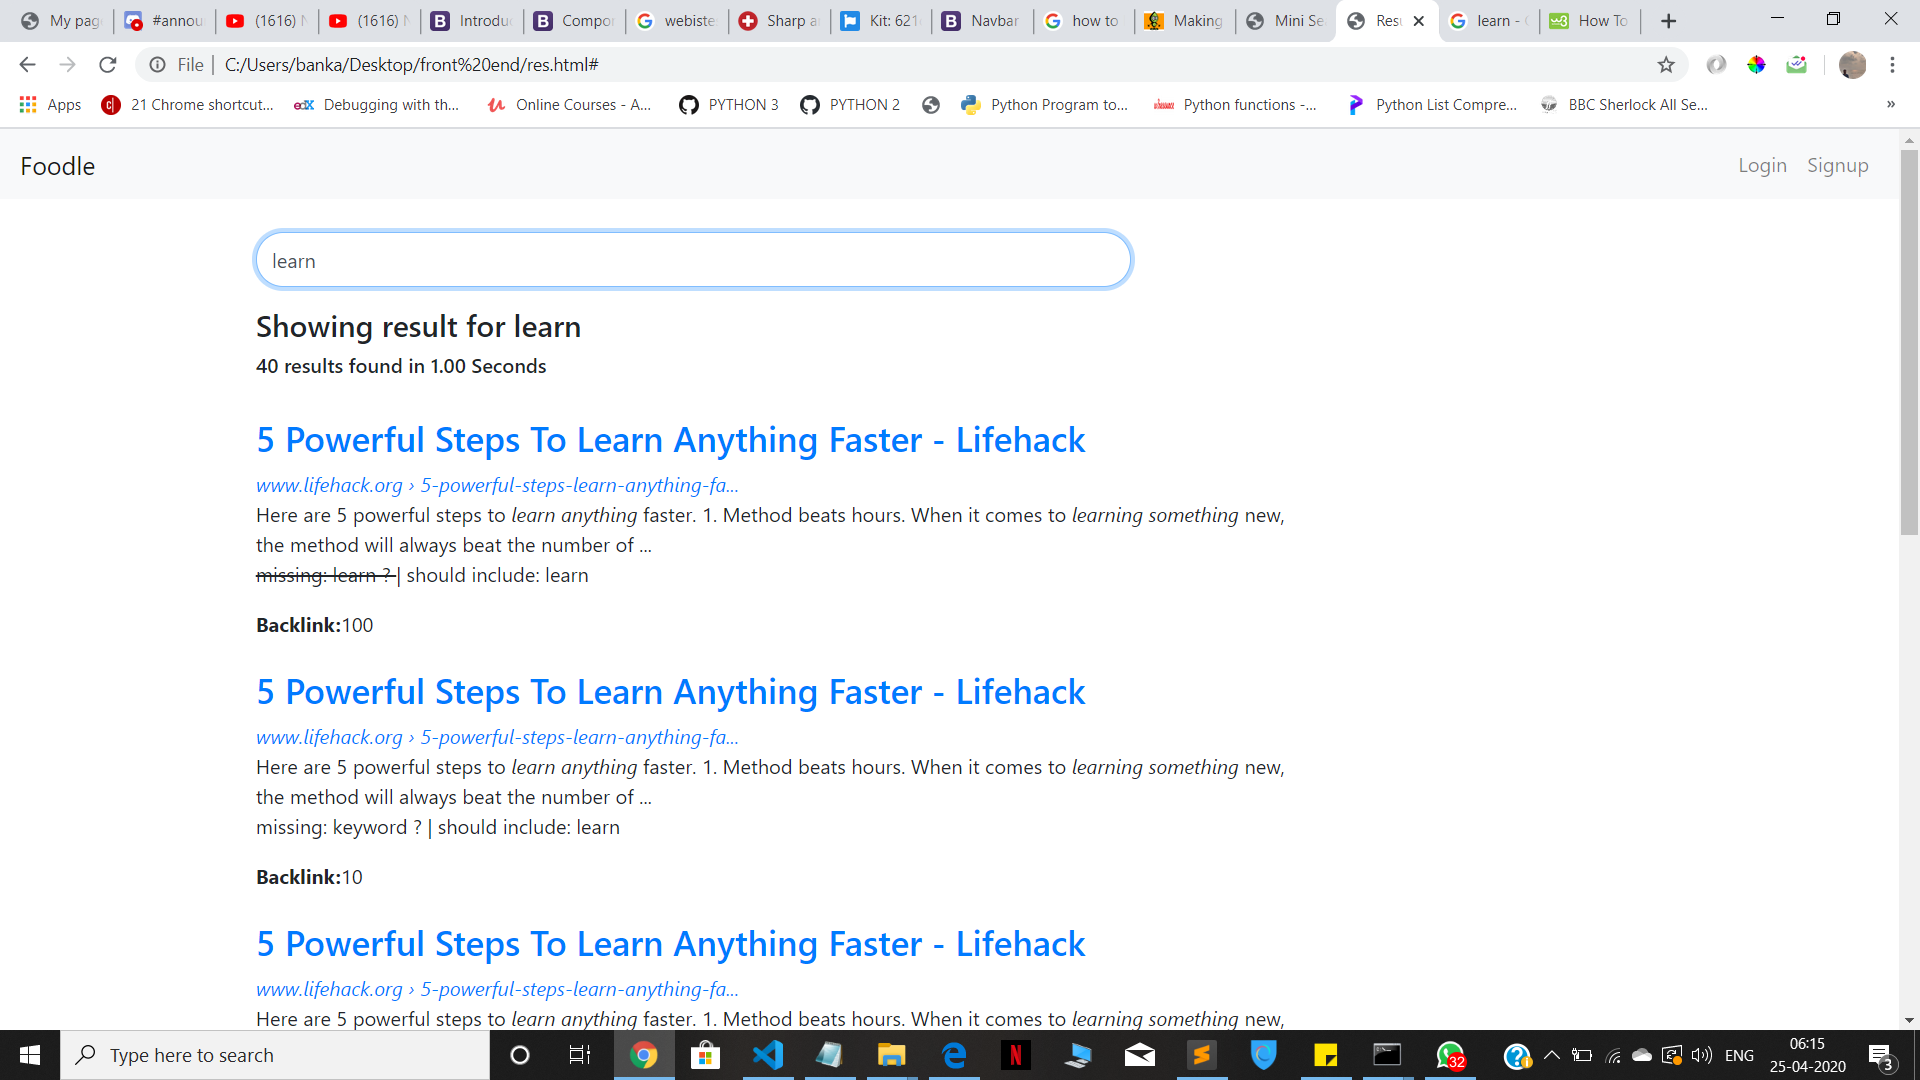 My page
#annou
(1616) N
(1616) N
Introdu
Compor
webiste
Sharp a
Kit: 621
Navbar
how to
Making
Mini Se
Resu
learn - G
How To
File | C:/Users/banka/Desktop/front%20end/res.html#
Apps
21 Chrome shortcut...
edX Debugging with th...
Online Courses - A...
PYTHON 3
PYTHON 2
Python Program to...
Python functions -...
Python List Compre...
BBC Sherlock All Se...
»
Foodle
Login Signup
learn
Showing result for learn
40 results found in 1.00 Seconds
5 Powerful Steps To Learn Anything Faster - Lifehack
www.lifehack.org › 5-powerful-steps-learn-anything-fa...
Here are 5 powerful steps to learn anything faster. 1. Method beats hours. When it comes to learning something new,
the method will always beat the number of ...
missing: learn ? | should include: learn
Backlink:100
5 Powerful Steps To Learn Anything Faster - Lifehack
www.lifehack.org › 5-powerful-steps-learn-anything-fa...
Here are 5 powerful steps to learn anything faster. 1. Method beats hours. When it comes to learning something new,
the method will always beat the number of ...
missing: keyword ? | should include: learn
Backlink:10
5 Powerful Steps To Learn Anything Faster - Lifehack
www.lifehack.org › 5-powerful-steps-learn-anything-fa...
Here are 5 powerful steps to learn anything faster. 1. Method beats hours. When it comes to learning something new,
Type here to search
32
ENG
06:15
25-04-2020
3